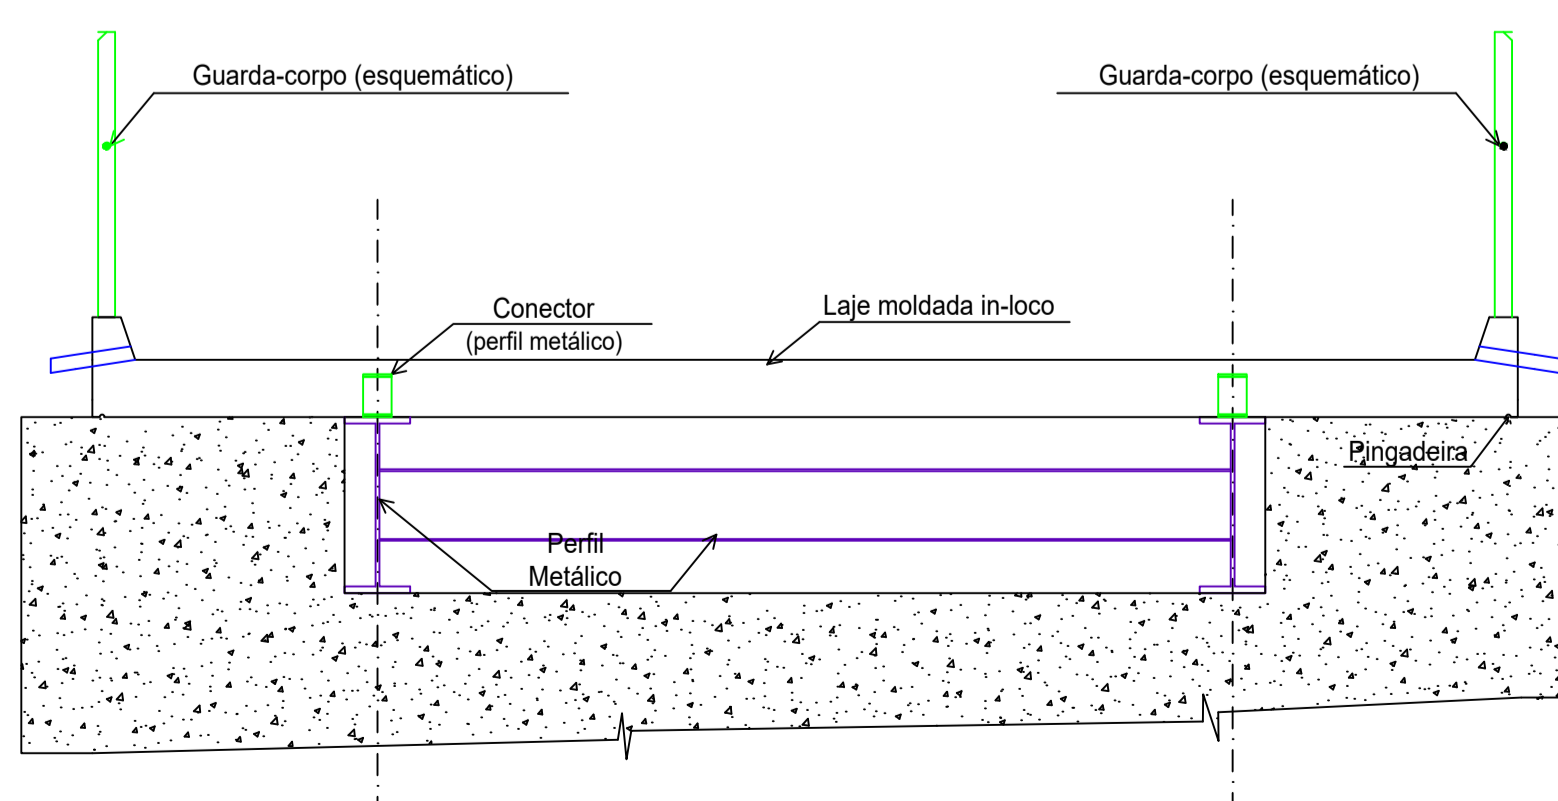 Guarda-corpo (esquemático)
Guarda-corpo (esquemático)
Conector
(perfil metálico)
Laje moldada in-loco
Pingadeira
Perfil
Metálico